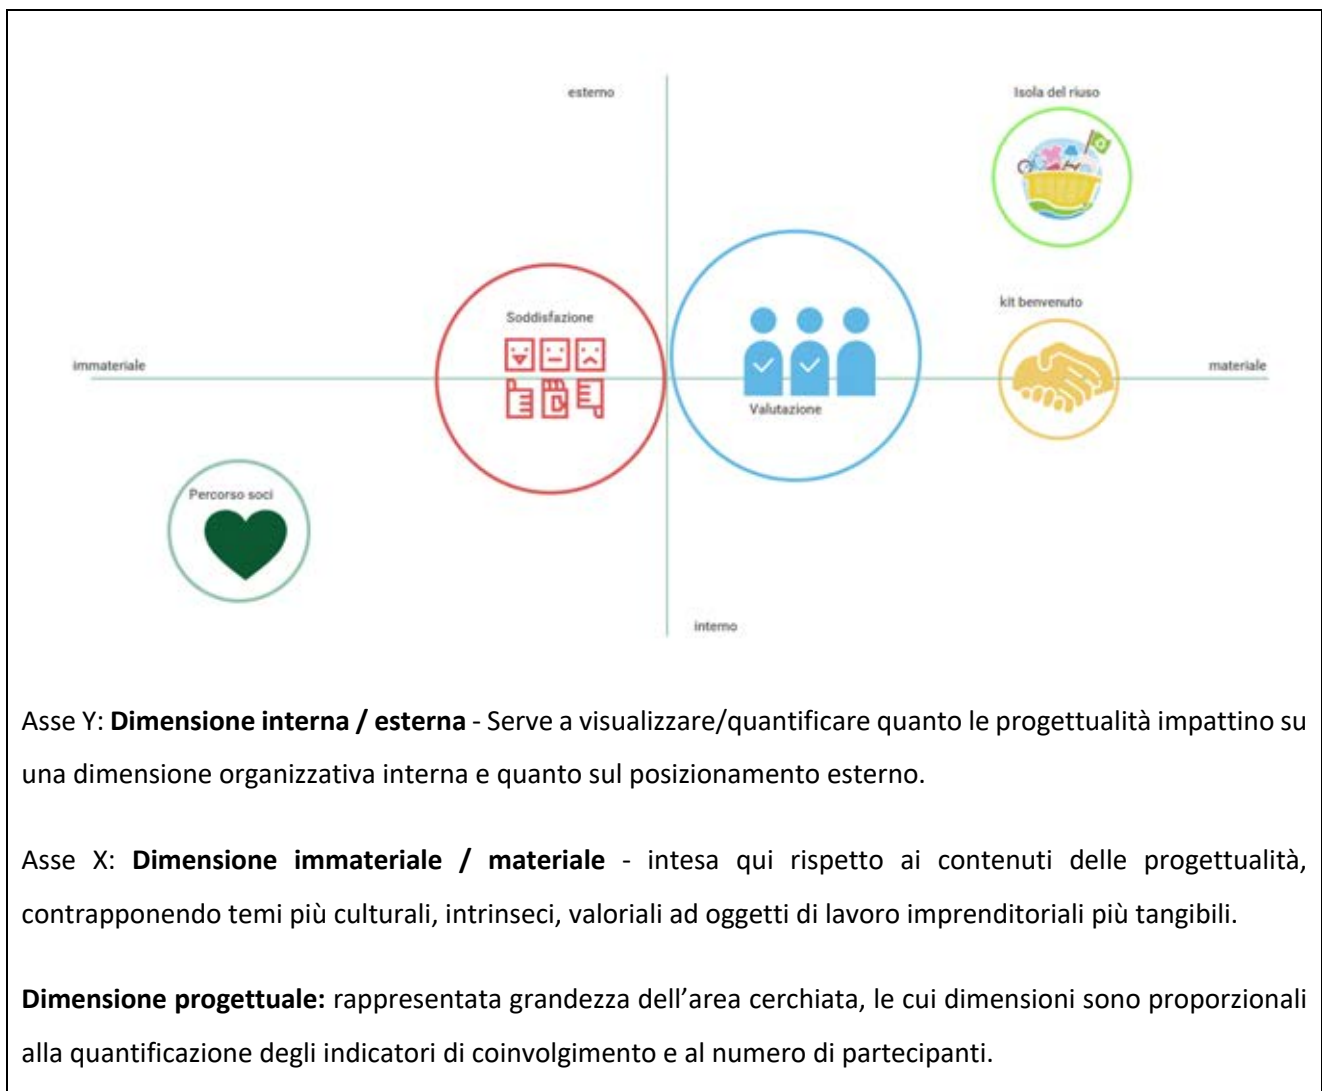 esterno
Isola del riuso
kit benvenuto
Soddisfazione
immateriale
materiale
Valutazione
Percorso soci
interno
Asse Y: Dimensione interna / esterna - Serve a visualizzare/quantificare quanto le progettualità impattino su
una dimensione organizzativa interna e quanto sul posizionamento esterno.
Asse X: Dimensione immateriale / materiale - intesa qui rispetto ai contenuti delle progettualità,
contrapponendo temi più culturali, intrinseci, valoriali ad oggetti di lavoro imprenditoriali più tangibili.
Dimensione progettuale: rappresentata grandezza dell’area cerchiata, le cui dimensioni sono proporzionali
alla quantificazione degli indicatori di coinvolgimento e al numero di partecipanti.